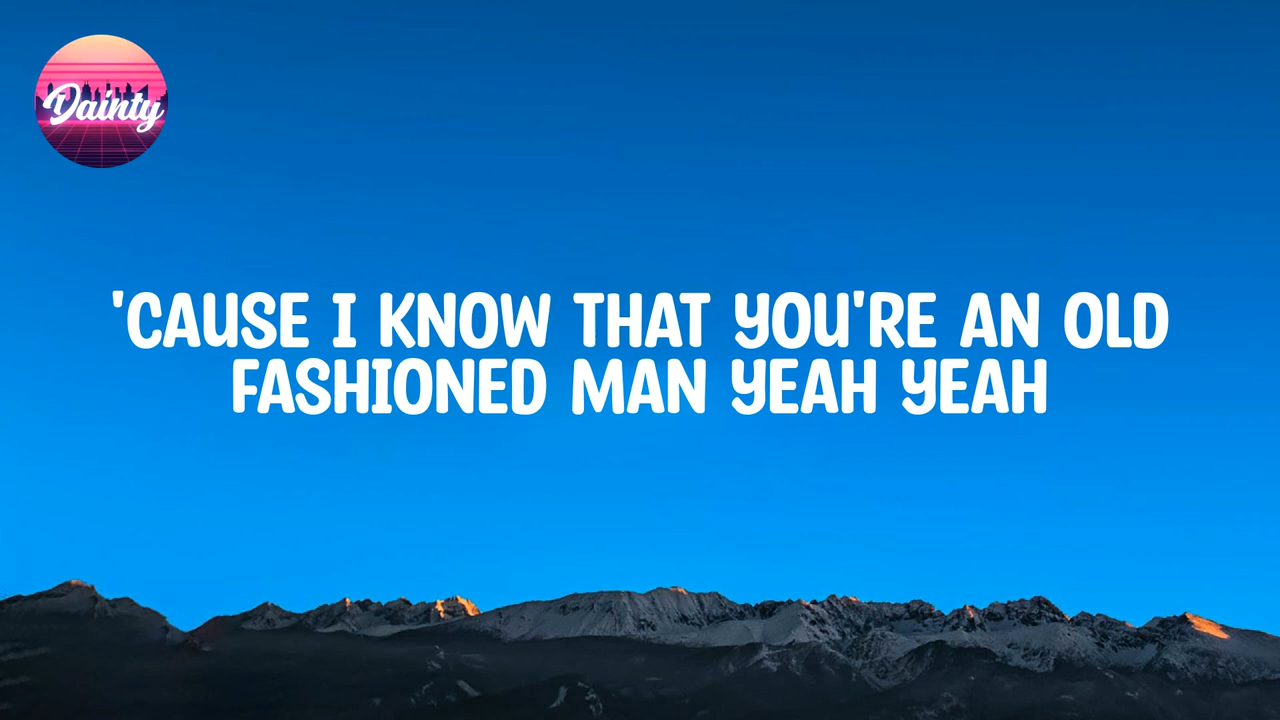 Dainty
'CAUSE I KNOW THAT YOU'RE AN OLD
FASHIONED MAN YEAH YEAH